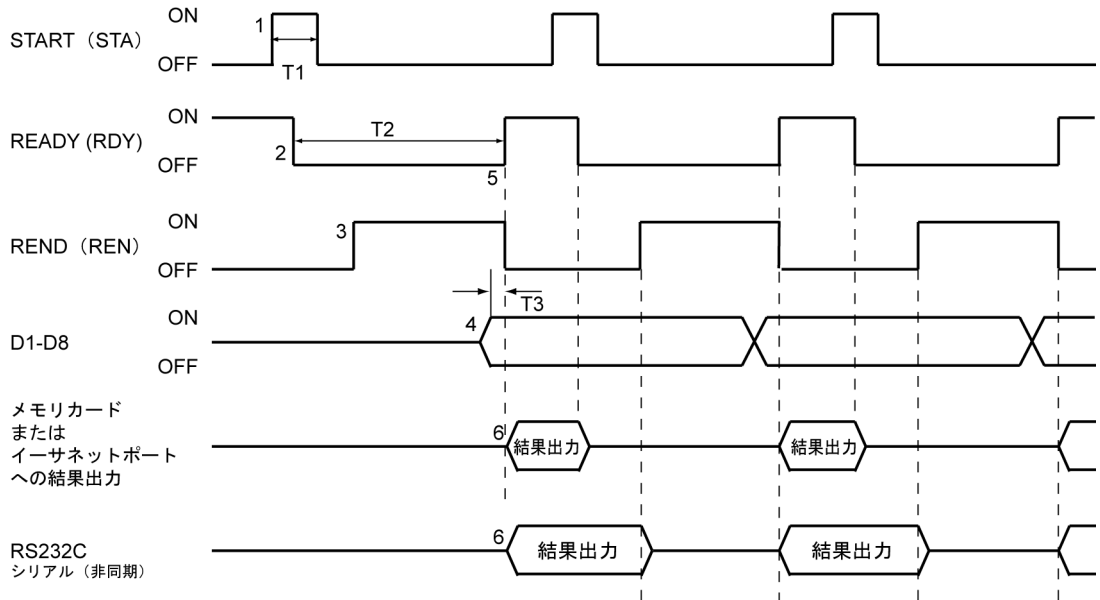 ON
START（STA）
1
T1
OFF
ON
READY (RDY)
T2
2
OFF
5
ON
REND（REN）
3
OFF
T3
ON
4
D1-D8
OFF
メモリカード
または
イーサネットポート
への結果出力
6
結果出力
結果出力
RS232C
シリアル（非同期）
6
結果出力
結果出力